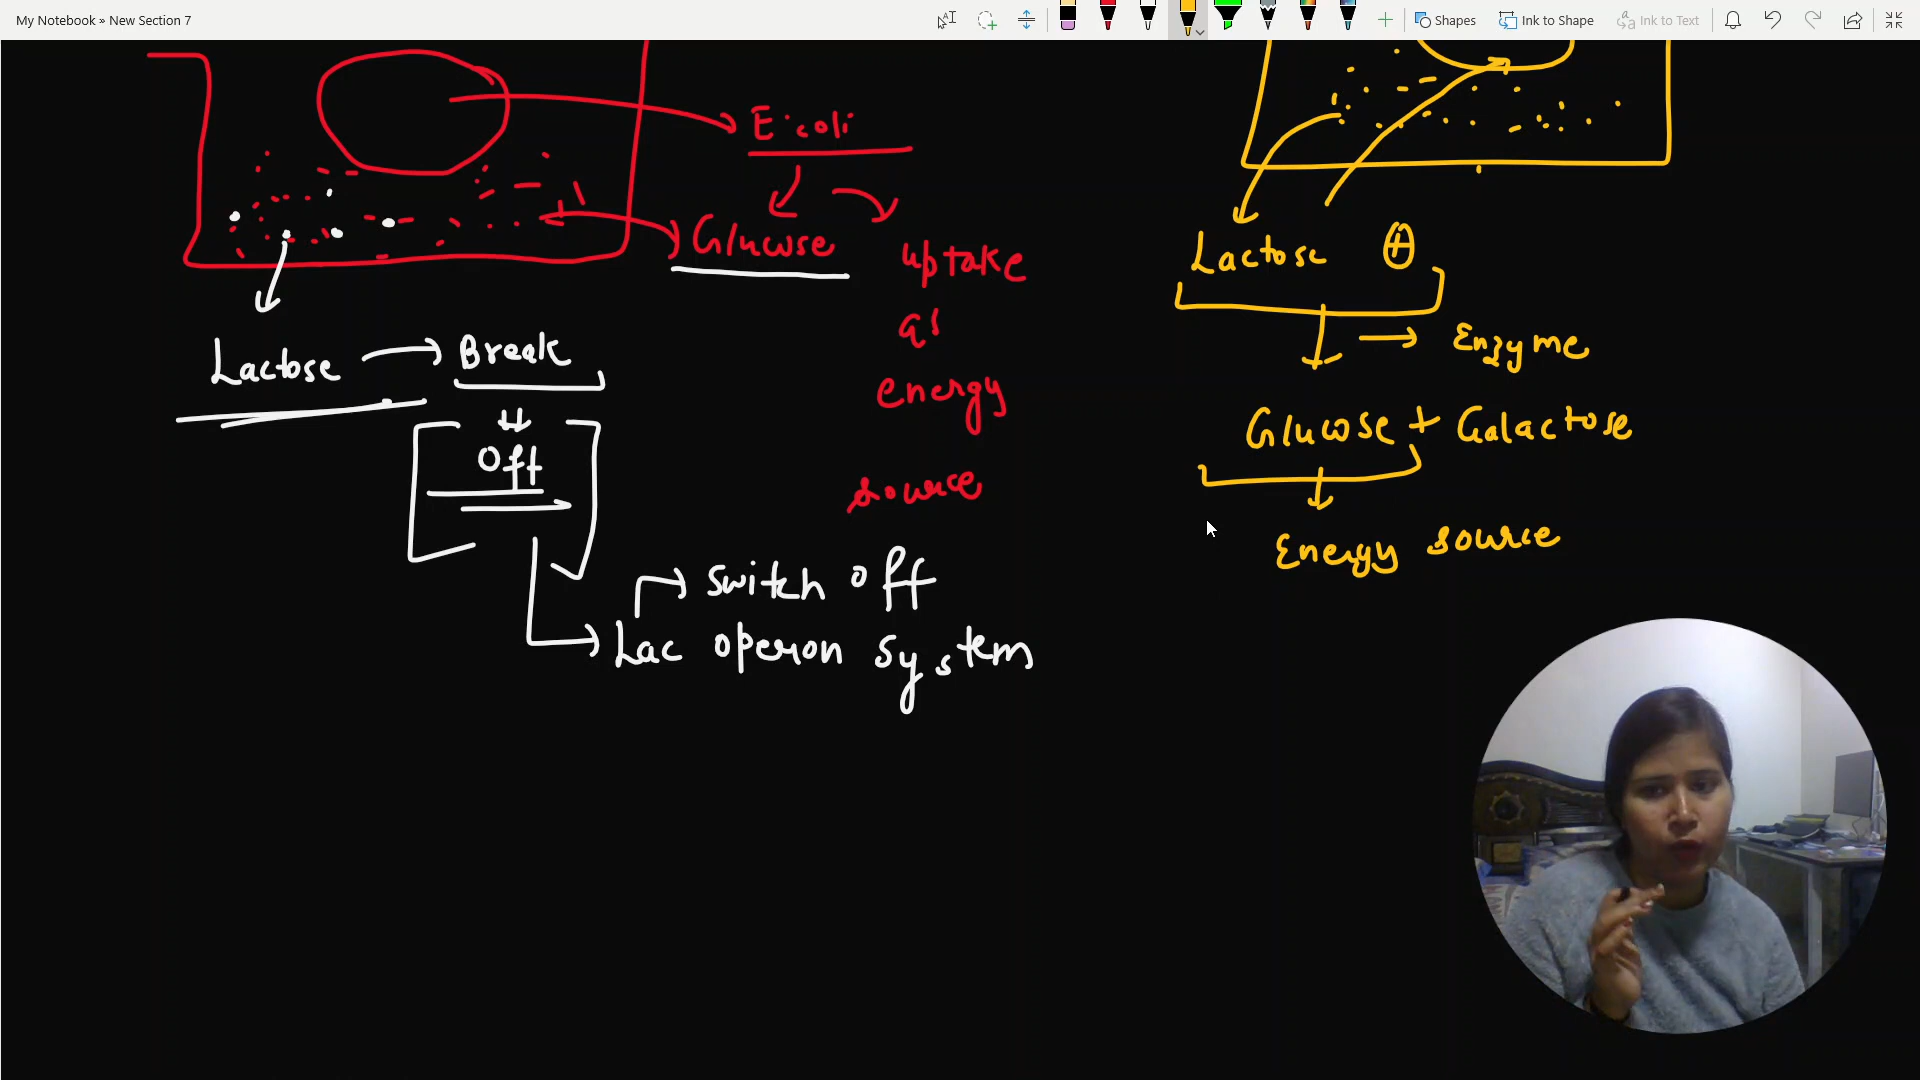 My Notebook » New Section 7
Shapes
Ink to Shape
Ink to Text
E.coli
Glucose
uptake
as
energy
source
Lactose → Break
Off
Switch off
Lac operon system
Lactose ⊕
→ Enzyme
Glucose + Galactose
Energy source